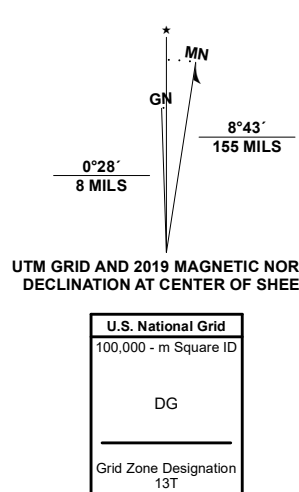 MN
GN
8°43´
155 MILS
0°28´
8 MILS
UTM GRID AND 2019 MAGNETIC NOR
DECLINATION AT CENTER OF SHEE
U.S. National Grid
100,000 - m Square ID
DG
Grid Zone Designation
13T